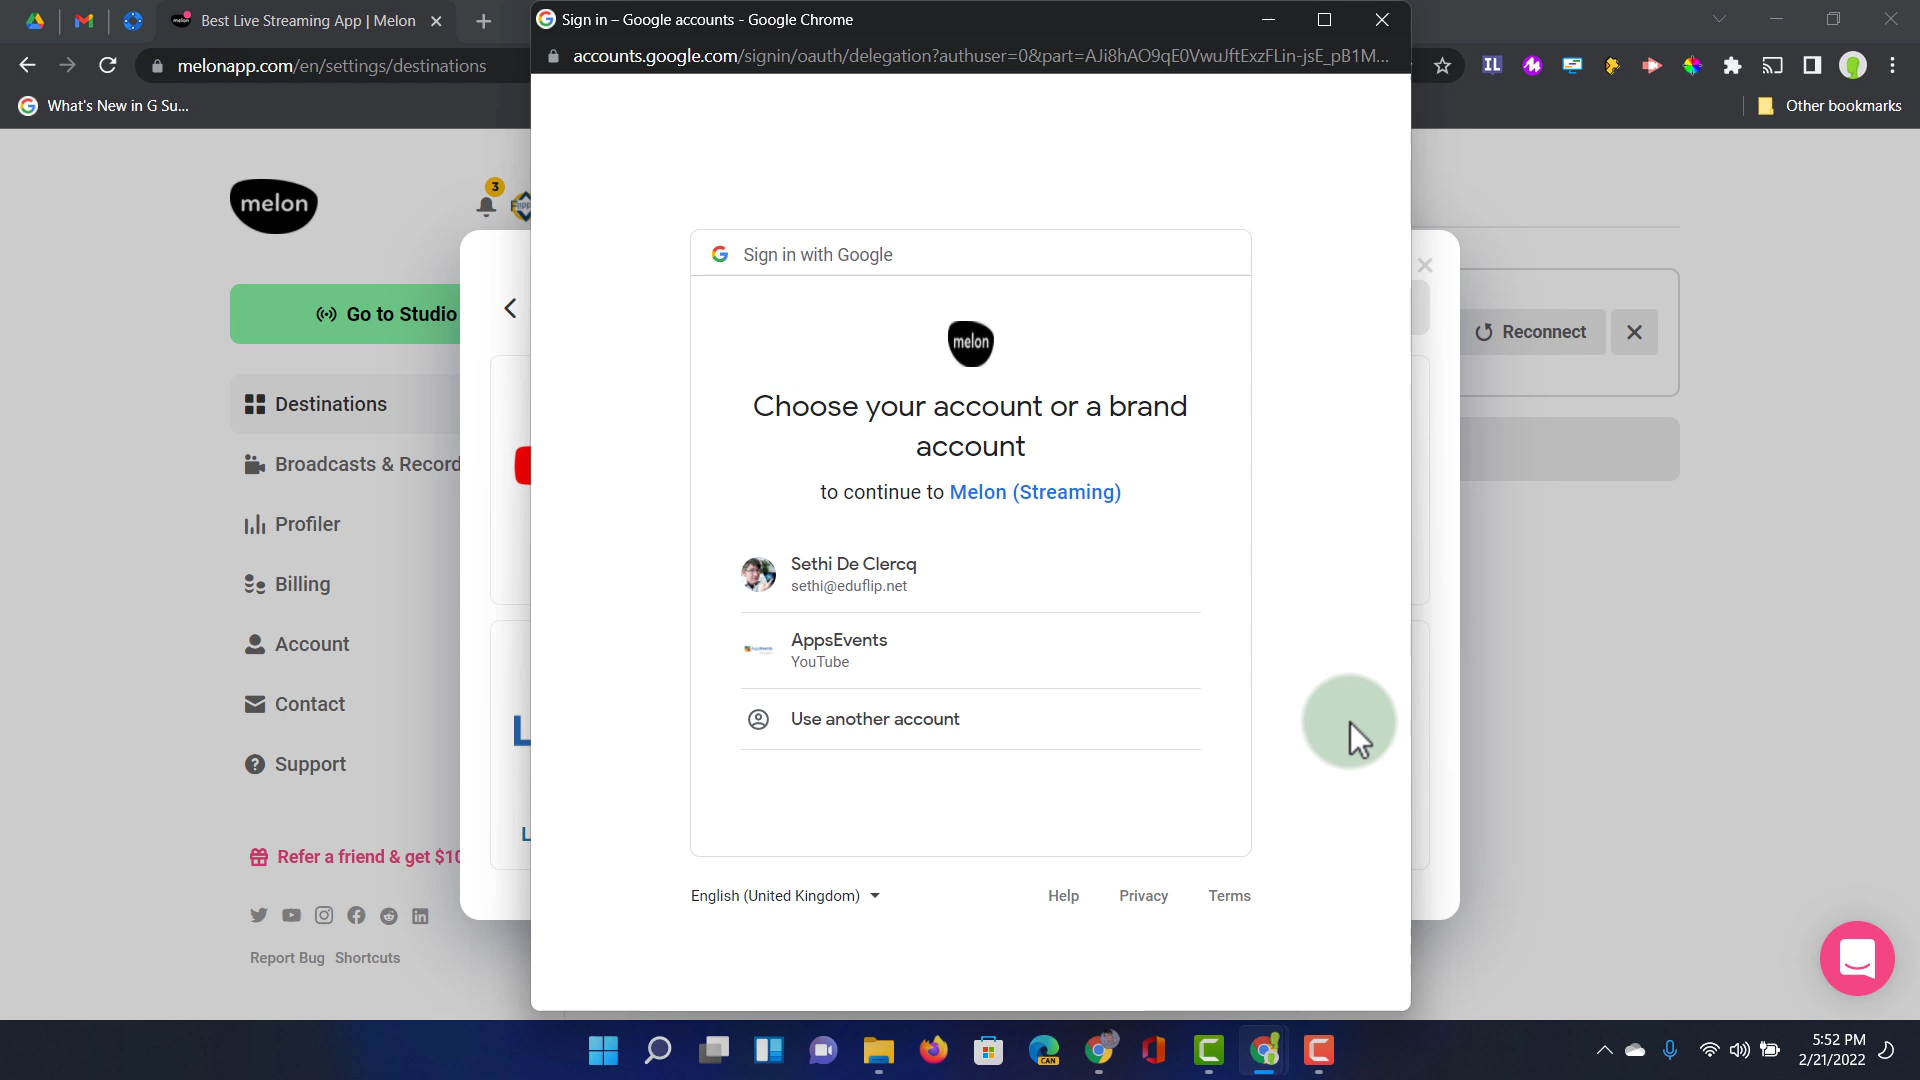 Best Live Streaming App | Melon
Sign in – Google accounts - Google Chrome
melonapp.com/en/settings/destinations
accounts.google.com/signin/oauth/delegation?authuser=0&part=AJi8hAO9qE0VwuJftExzFLin-jsE_pB1M...
IL
What's New in G Su...
Other bookmarks
melon
3
Go to Studio
Destinations
Broadcasts & Record
Profiler
Billing
Account
Contact
Support
Refer a friend & get $10
Report Bug Shortcuts
Sign in with Google
melon
Choose your account or a brand
account
to continue to Melon (Streaming)
Sethi De Clercq
sethi@eduflip.net
AppsEvents
YouTube
Use another account
English (United Kingdom)
Help Privacy Terms
Reconnect
L
L
CAN
5:52 PM
2/21/2022